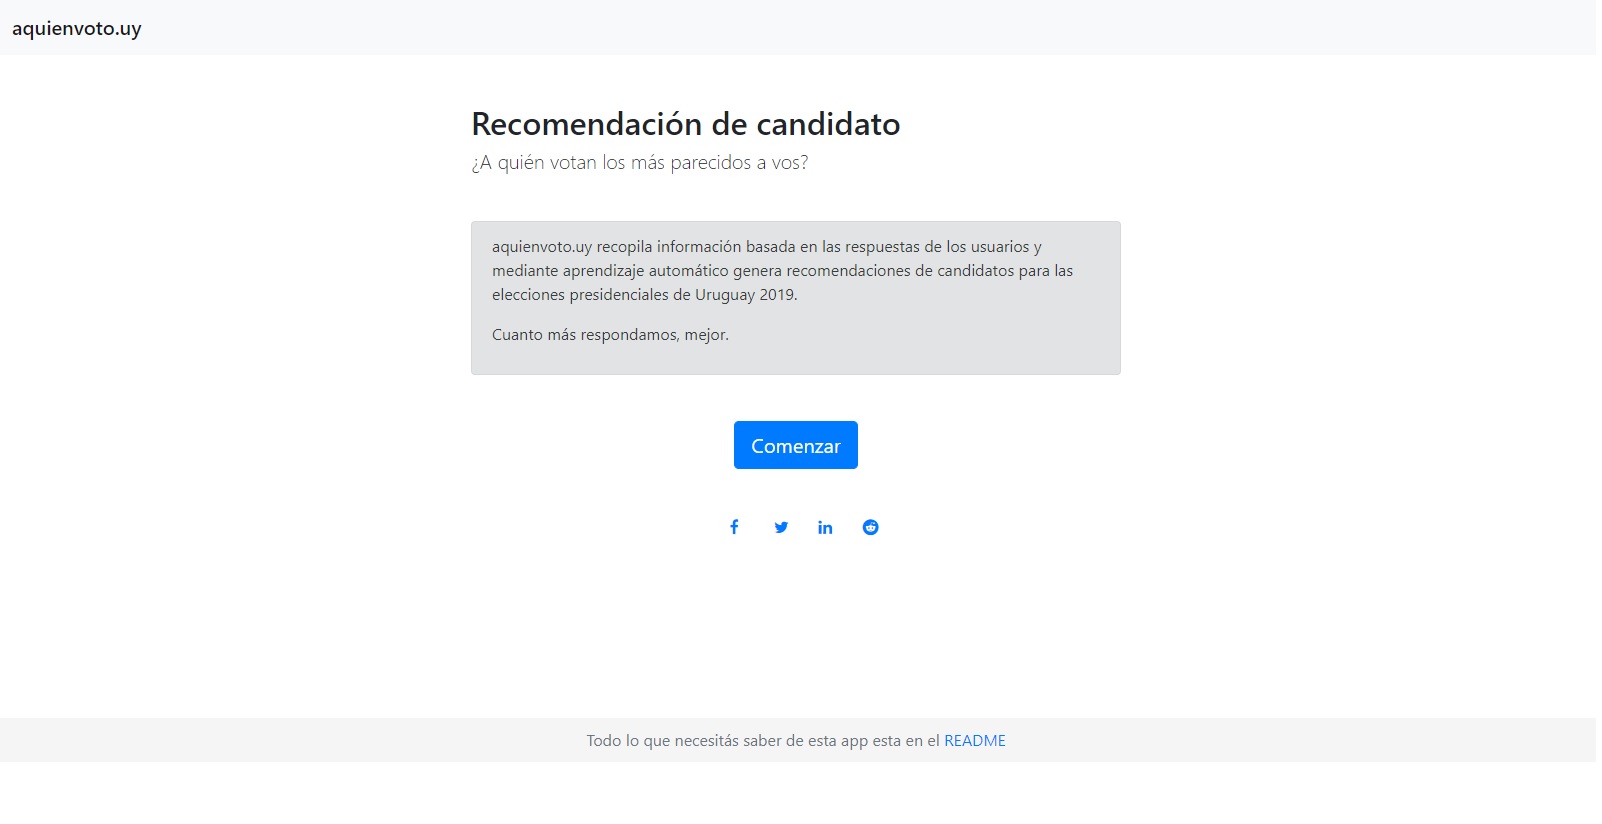 aquienvoto.uy
Recomendación de candidato
¿A quién votan los más parecidos a vos?
aquienvoto.uy recopila información basada en las respuestas de los usuarios y
mediante aprendizaje automático genera recomendaciones de candidatos para las
elecciones presidenciales de Uruguay 2019.
Cuanto más respondamos, mejor.
Comenzar
Todo lo que necesitás saber de esta app esta en el README